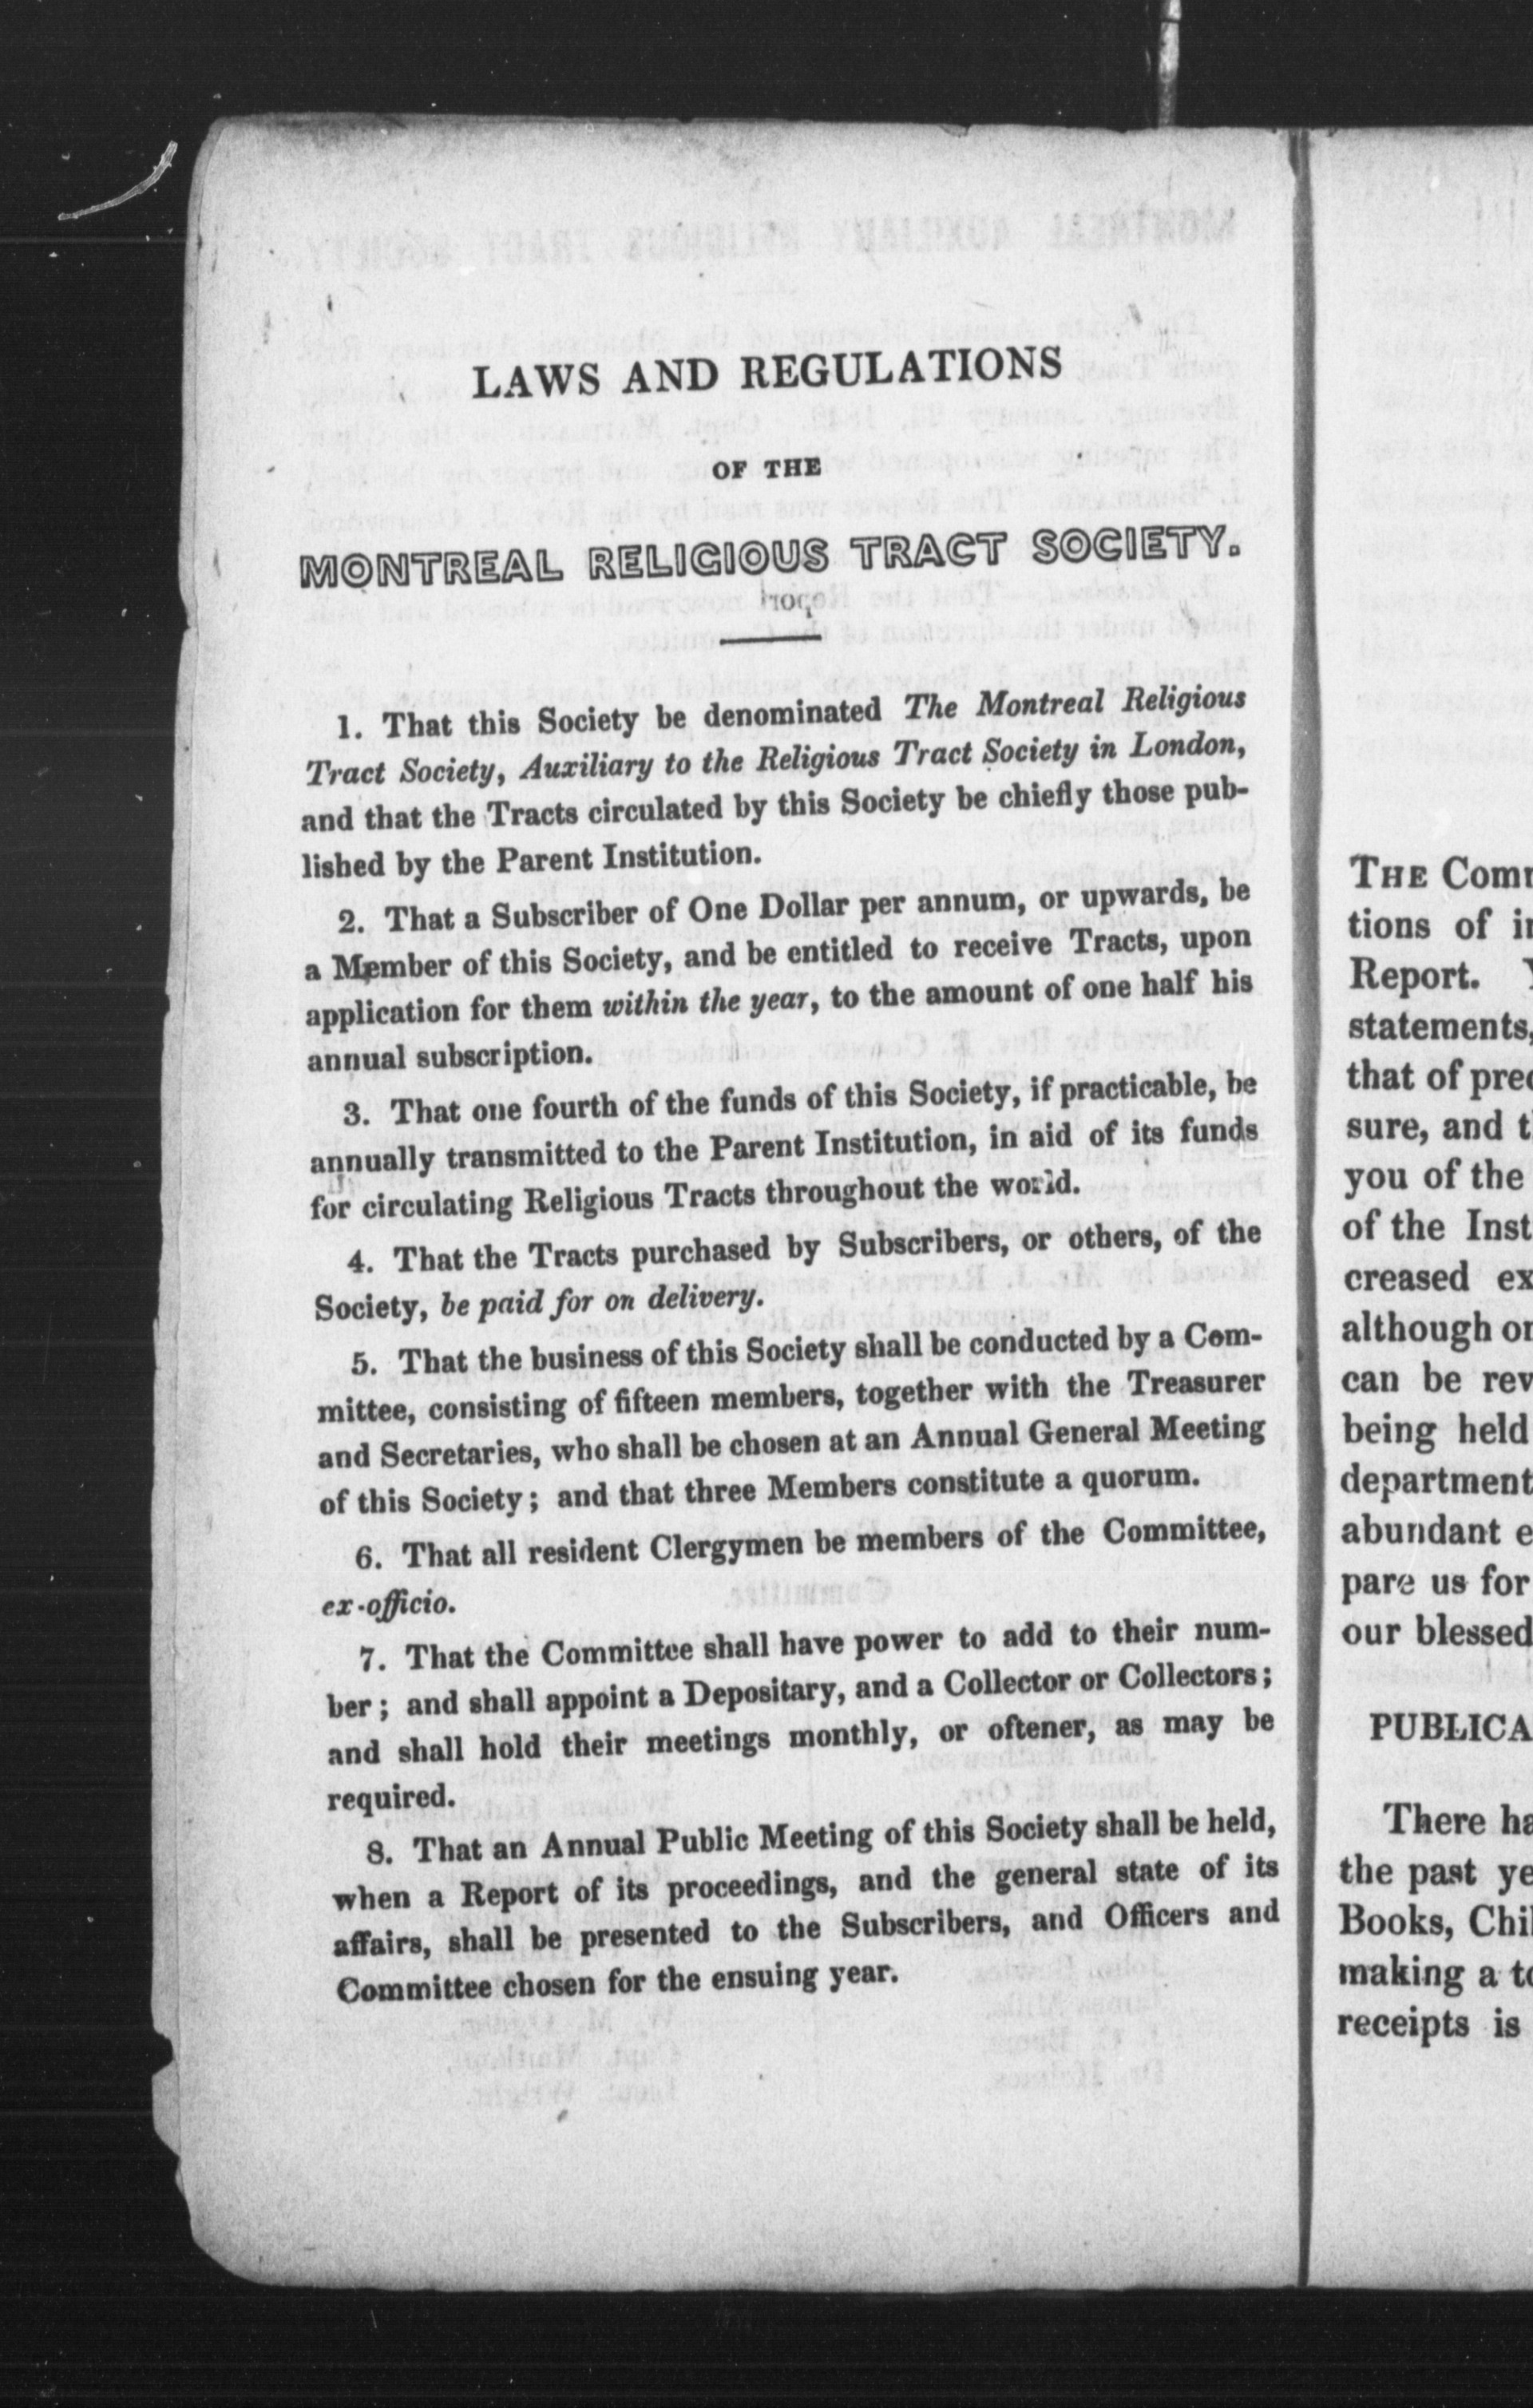 LAWS AND REGULATIONS
OF THE
MONTREAL RELIGIOUS TRACT SOCIETY.
1. That this Society be denominated The Montreal Religious
Tract Society, Auxiliary to the Religious Tract Society in London,
and that the Tracts circulated by this Society be chiefly those pub-
lished by the Parent Institution.
2. That a Subscriber of One Dollar per annum, or upwards, be
a Member of this Society, and be entitled to receive Tracts, upon
application for them within the year, to the amount of one half his
annual subscription.
3. That one fourth of the funds of this Society, if practicable, be
annually transmitted to the Parent Institution, in aid of its funds
for circulating Religious Tracts throughout the world.
4. That the Tracts purchased by Subscribers, or others, of the
Society, be paid for on delivery.
5. That the business of this Society shall be conducted by a Com-
mittee, consisting of fifteen members, together with the Treasurer
and Secretaries, who shall be chosen at an Annual General Meeting
of this Society; and that three Members constitute a quorum.
6. That all resident Clergymen be members of the Committee,
ex-officio.
7. That the Committee shall have power to add to their num-
ber; and shall appoint a Depositary, and a Collector or Collectors;
and shall hold their meetings monthly, or oftener, as may be
required.
8. That an Annual Public Meeting of this Society shall be held,
when a Report of its proceedings, and the general state of its
affairs, shall be presented to the Subscribers, and Officers and
Committee chosen for the ensuing year.
THE
tions of
Report.
statements,
that of
sure, and
you of the
of the
creased
although
can be
being held
department
abundant
pare us for
our blessed
There
the past
Books,
making a
receipts is